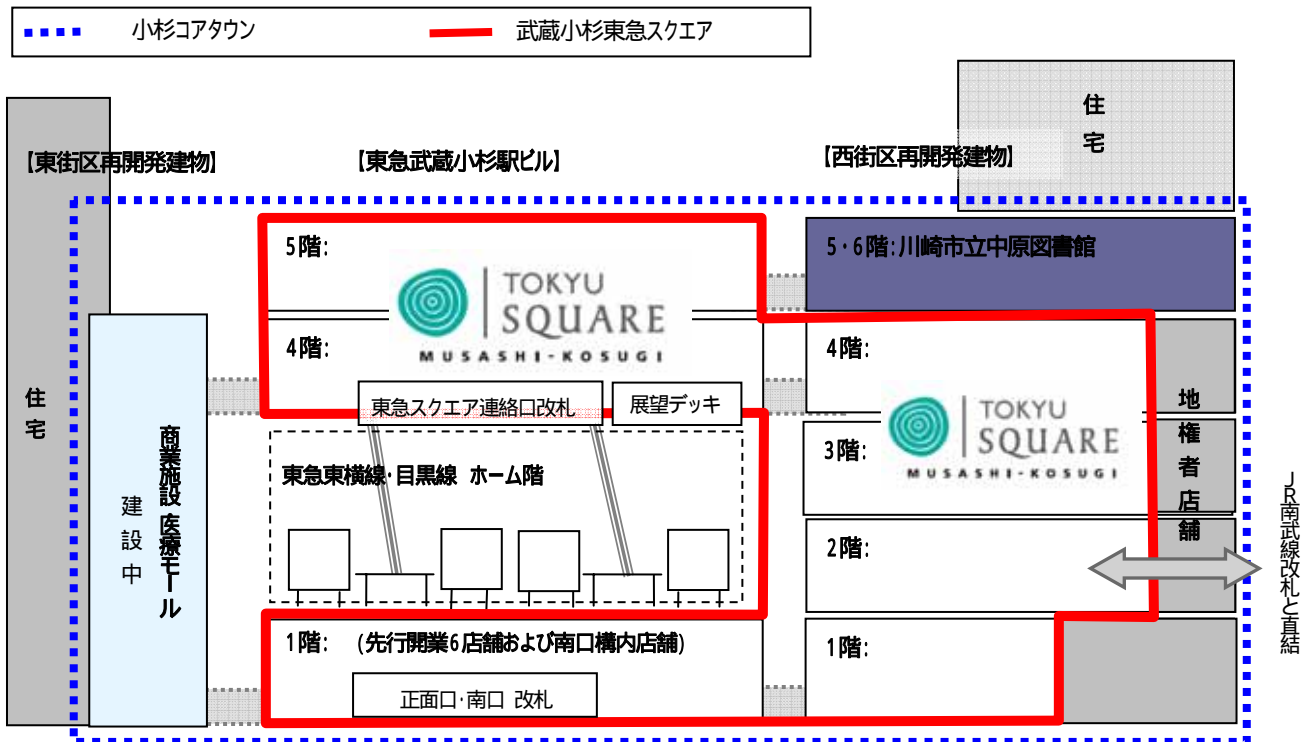 小杉コアタウン
武蔵小杉東急スクエア
住宅
【東街区再開発建物】
【東急武蔵小杉駅ビル】
【西街区再開発建物】
5階:
TOKYU
SQUARE
MUSASHI-KOSUGI
4階:
東急スクエア連絡口改札
展望デッキ
東急東横線・目黒線 ホーム階
1階: (先行開業6店舗および南口構内店舗)
正面口・南口 改札
5・6階:川崎市立中原図書館
4階:
TOKYU
SQUARE
MUSASHI-KOSUGI
3階:
2階:
1階:
地権者店舗
住宅
商業施設 医療モール
建設中
JR南武線改札と直結